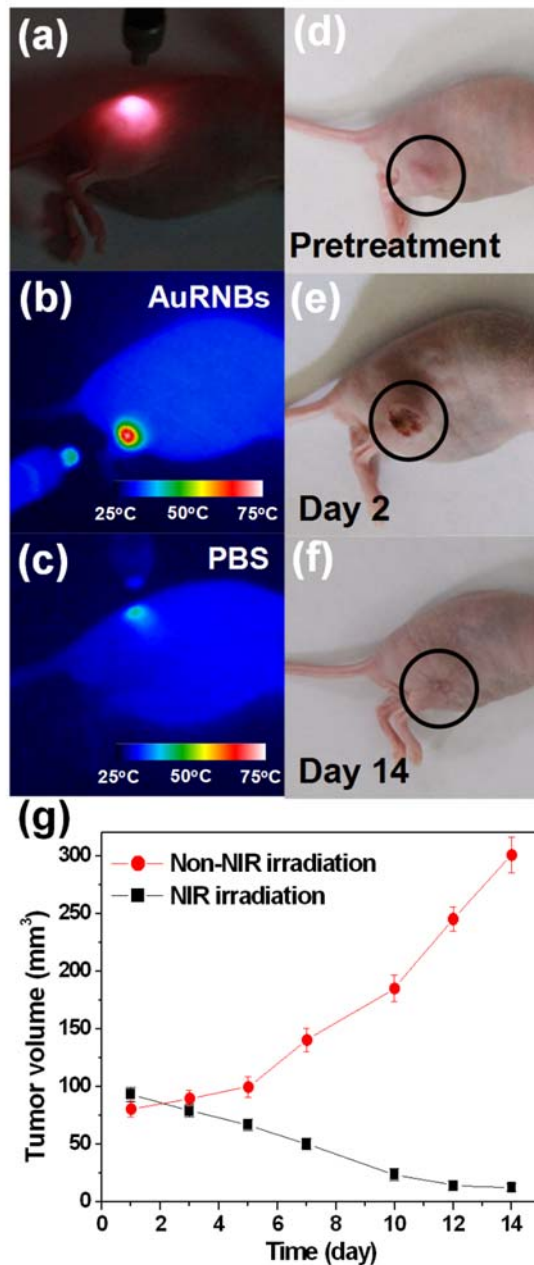 (a)
(d)
Pretreatment
(b)
AuRNBs
25°C 50°C 75°C
(e)
Day 2
(c)
PBS
25°C 50°C 75°C
(f)
Day 14
(g)
Non-NIR irradiation
NIR irradiation
Tumor volume (mm³)
300
250
200
150
100
50
0
0 2 4 6 8 10 12 14
Time (day)